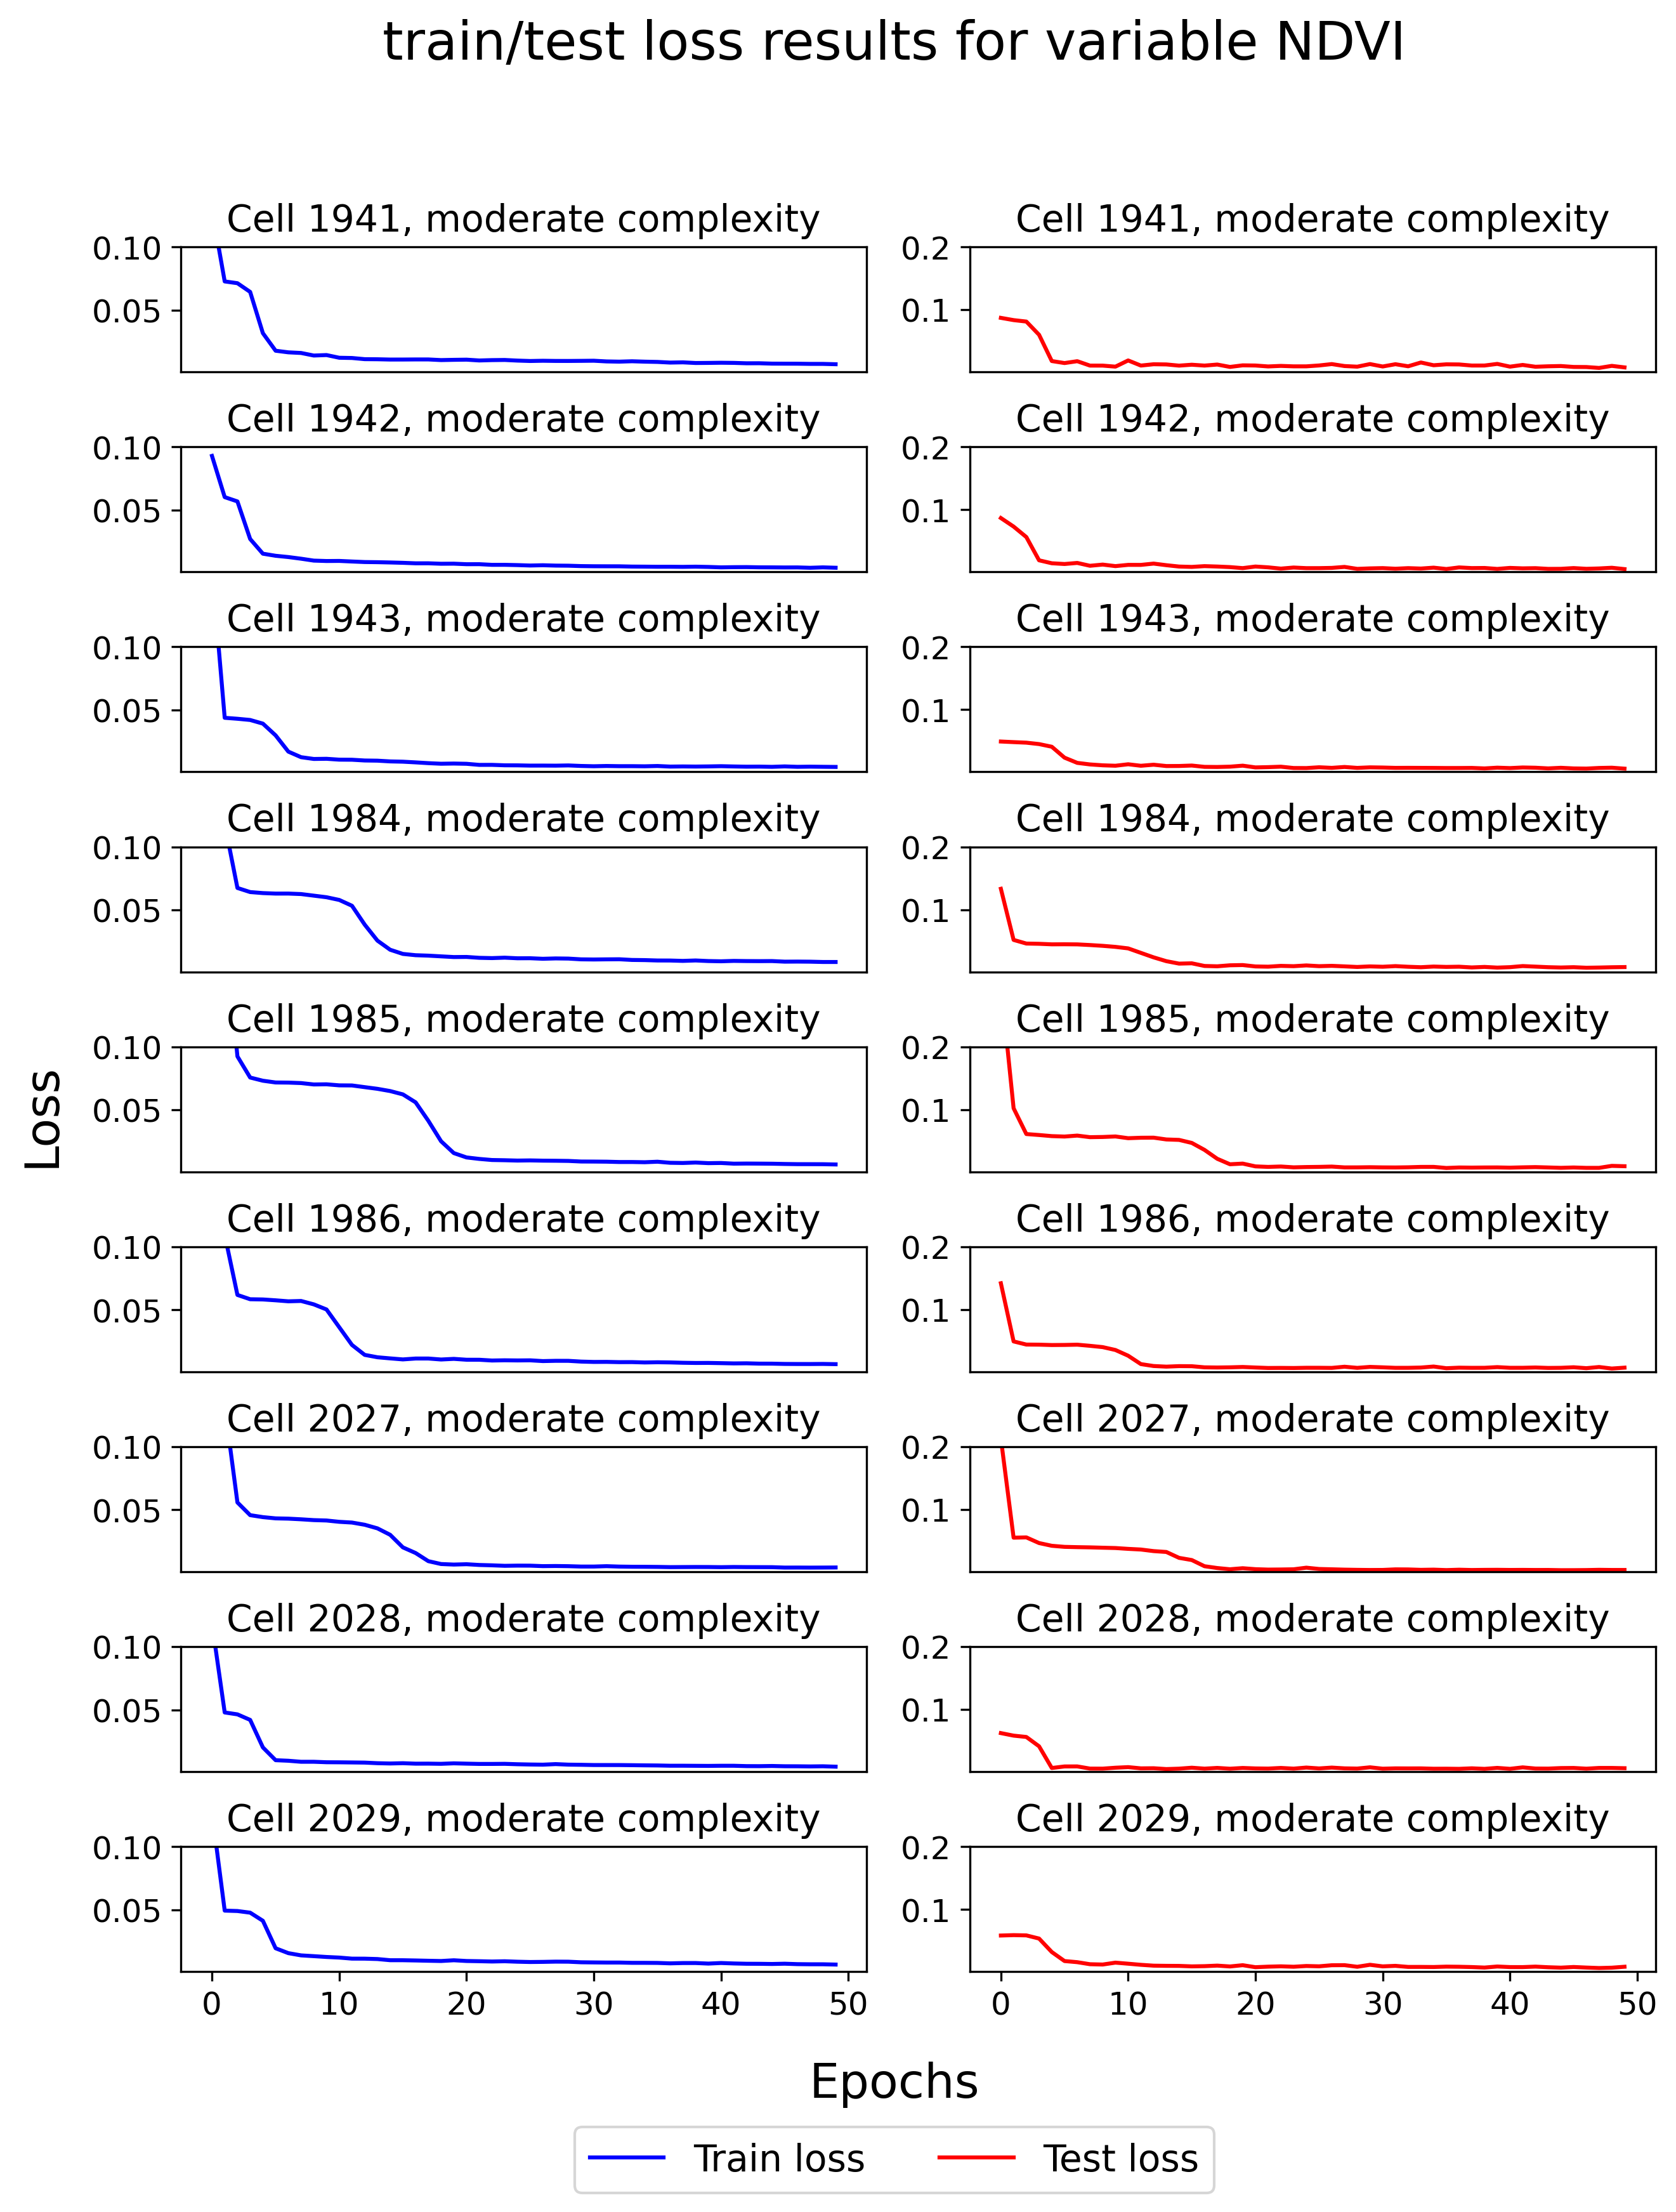 train/test loss results for variable NDVI
Cell 1941, moderate complexity
0.10
0.05
Cell 1941, moderate complexity
0.2
0.1
Cell 1942, moderate complexity
0.10
0.05
Cell 1942, moderate complexity
0.2
0.1
Cell 1943, moderate complexity
0.10
0.05
Cell 1943, moderate complexity
0.2
0.1
Cell 1984, moderate complexity
0.10
0.05
Cell 1984, moderate complexity
0.2
0.1
Loss
Cell 1985, moderate complexity
0.10
0.05
Cell 1985, moderate complexity
0.2
0.1
Cell 1986, moderate complexity
0.10
0.05
Cell 1986, moderate complexity
0.2
0.1
Cell 2027, moderate complexity
0.10
0.05
Cell 2027, moderate complexity
0.2
0.1
Cell 2028, moderate complexity
0.10
0.05
Cell 2028, moderate complexity
0.2
0.1
Cell 2029, moderate complexity
0.10
0.05
0 10 20 30 40 50
Cell 2029, moderate complexity
0.2
0.1
0 10 20 30 40 50
Epochs
Train loss
Test loss